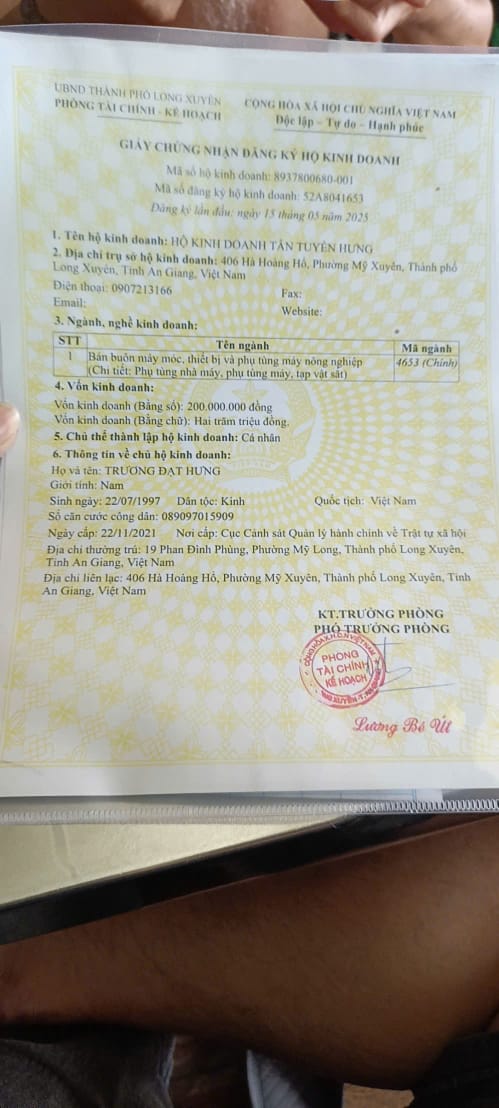 UBND THÀNH PHỐ LONG XUYÊN
PHÒNG TÀI CHÍNH - KẾ HOẠCH
CỘNG HÒA XÃ HỘI CHỦ NGHĨA VIỆT NAM
Độc lập - Tự do - Hạnh phúc
GIẤY CHỨNG NHẬN ĐĂNG KÝ HỘ KINH DOANH
Mã số hộ kinh doanh: 8937800680-001
Mã số đăng ký hộ kinh doanh: 52A8041653
Đăng ký lần đầu: ngày 15 tháng 05 năm 2025
1. Tên hộ kinh doanh: HỘ KINH DOANH TÂN TUYÊN HƯNG
2. Địa chỉ trụ sở hộ kinh doanh: 406 Hà Hoàng Hổ, Phường Mỹ Xuyên, Thành phố
Long Xuyên, Tỉnh An Giang, Việt Nam
Điện thoại: 0907213166 Fax:
Email: Website:
3. Ngành, nghề kinh doanh:
STT Tên ngành Mã ngành
1 Bán buôn máy móc, thiết bị và phụ tùng máy nông nghiệp 4653 (Chính)
(Chi tiết: Phụ tùng nhà máy, phụ tùng máy, tạp vật sắt)
4. Vốn kinh doanh:
Vốn kinh doanh (Bằng số): 200.000.000 đồng
Vốn kinh doanh (Bằng chữ): Hai trăm triệu đồng.
5. Chủ thể thành lập hộ kinh doanh: Cá nhân
6. Thông tin về chủ hộ kinh doanh:
Họ và tên: TRƯƠNG ĐẠT HƯNG
Giới tính: Nam
Sinh ngày: 22/07/1997 Dân tộc: Kinh Quốc tịch: Việt Nam
Số căn cước công dân: 089097015909
Ngày cấp: 22/11/2021 Nơi cấp: Cục Cảnh sát Quản lý hành chính về Trật tự xã hội
Địa chỉ thường trú: 19 Phan Đình Phùng, Phường Mỹ Long, Thành phố Long Xuyên,
Tỉnh An Giang, Việt Nam
Địa chỉ liên lạc: 406 Hà Hoàng Hổ, Phường Mỹ Xuyên, Thành phố Long Xuyên, Tỉnh
An Giang, Việt Nam
KT.TRƯỞNG PHÒNG
PHÓ TRƯỞNG PHÒNG
PHÒNG
TÀI CHÍNH
KẾ HOẠCH
Lương Bé Út